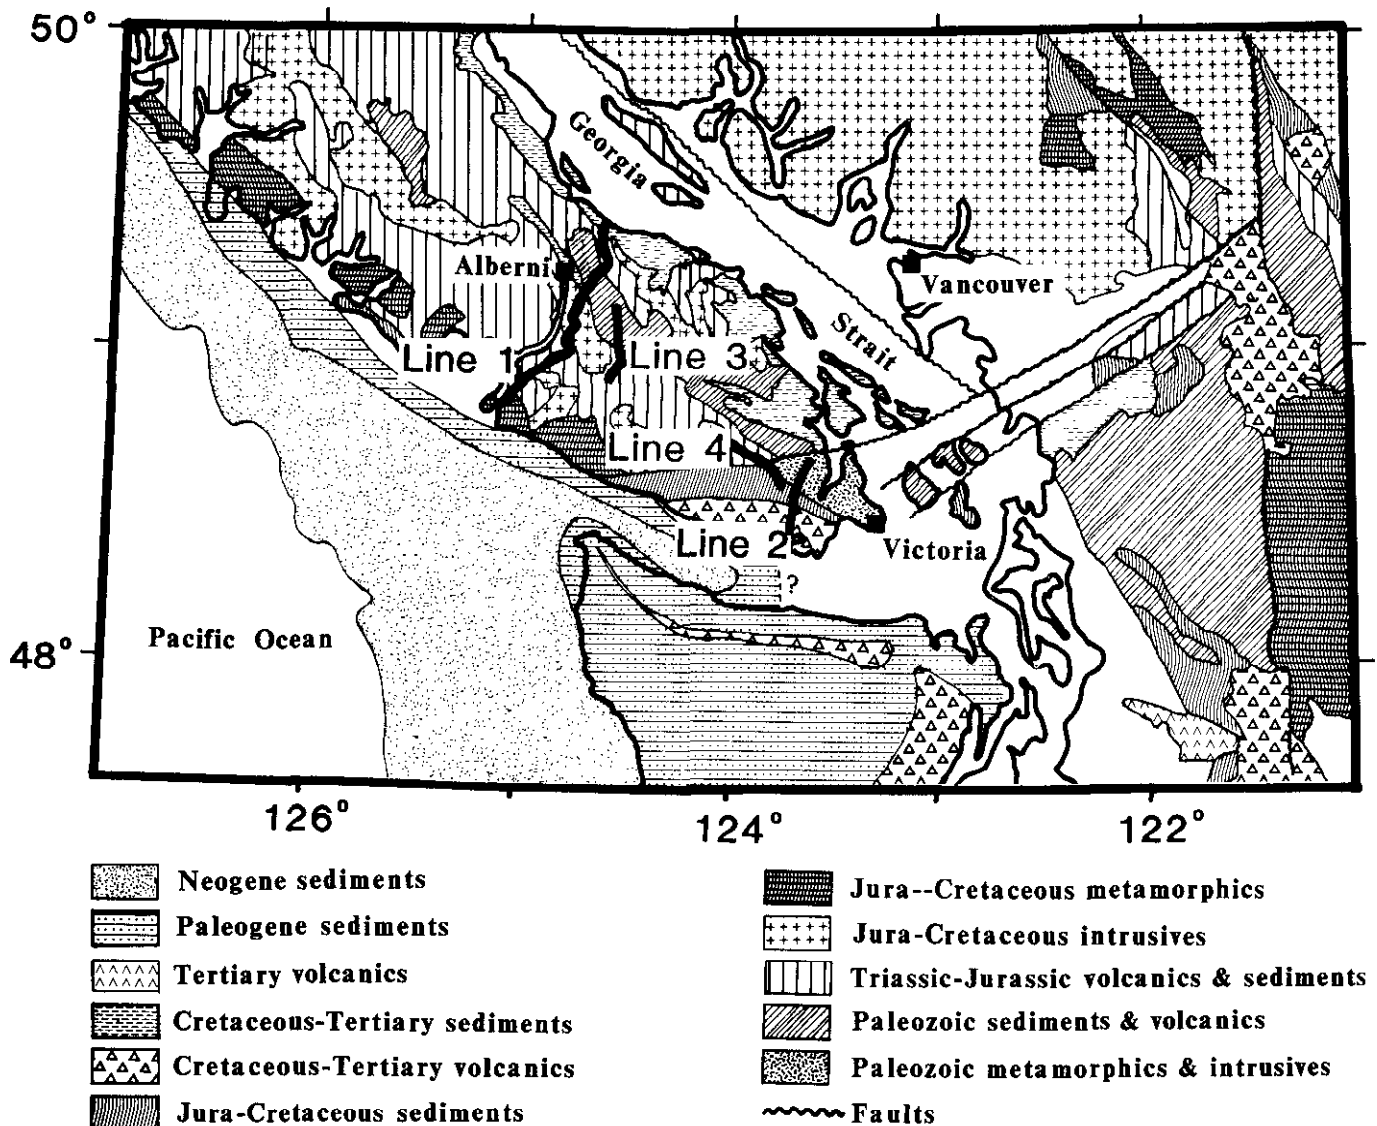 50°
Georgia
Alberni
Vancouver
Strait
Line 1
Line 3
Line 4
Line 2
Victoria
?
Pacific Ocean
48°
126°
124°
122°
Neogene sediments
Paleogene sediments
Tertiary volcanics
Cretaceous-Tertiary sediments
Cretaceous-Tertiary volcanics
Jura-Cretaceous sediments
Jura--Cretaceous metamorphics
Jura-Cretaceous intrusives
Triassic-Jurassic volcanics & sediments
Paleozoic sediments & volcanics
Paleozoic metamorphics & intrusives
Faults